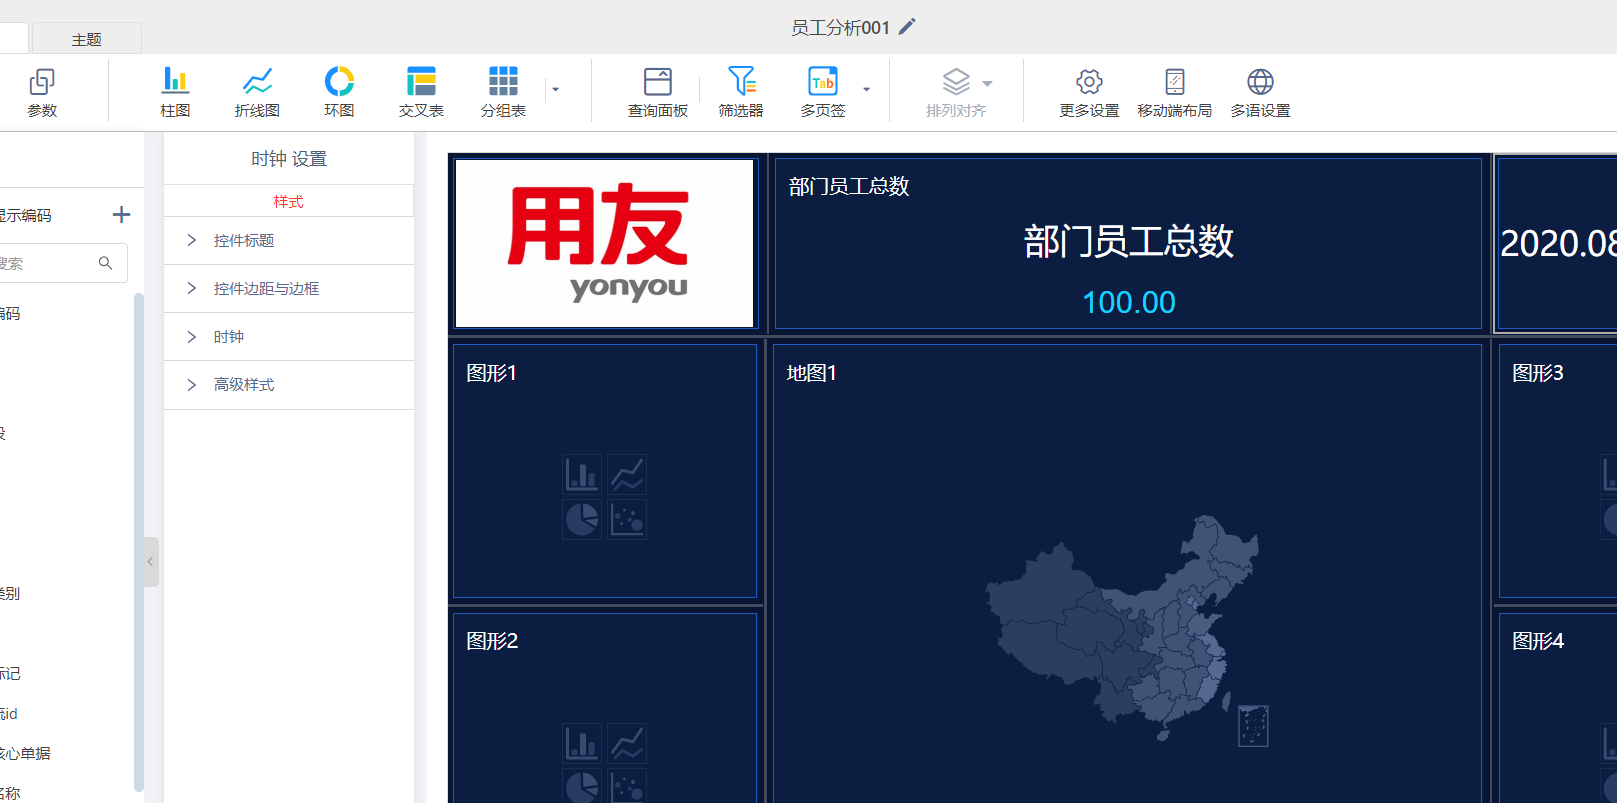 员工分析001
主题
参数
柱图
折线图
环图
交叉表
分组表
查询面板
筛选器
Tab
多页签
排列对齐
更多设置
移动端布局
多语设置
时钟 设置
样式
控件标题
控件边距与边框
时钟
高级样式
显示编码
搜索
编码
类别
标记
id
核心单据
名称
用友
yonyou
部门员工总数
部门员工总数
100.00
2020.08
图形1
地图1
图形3
图形2
图形4